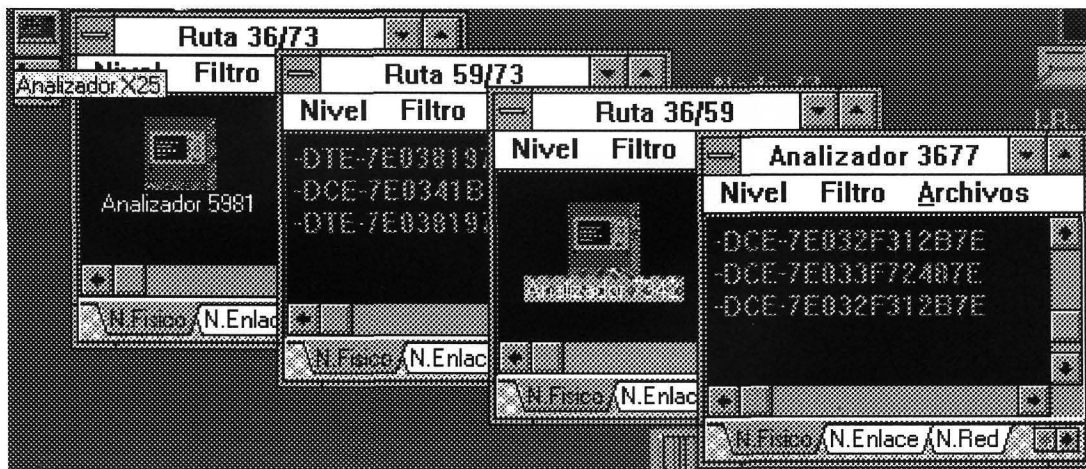 Ruta 36/73
Filtro
Analizador X25
Analizador 5981
N.Fisico N.Enlac
Ruta 59/73
Nivel Filtro
-DTE-7E038197
-DCE-7E0341B
-DTE-7E038197
N.Fisico N.Enlac
Ruta 36/59
Nivel Filtro
Analizador
N.Fisico N.Enlac
Analizador 3677
Nivel Filtro Archivos
-DCE-7E032F312B7E
-DCE-7E033F72407E
-DCE-7E032F312B7E
N.Fisico N.Enlace N.Red
I.R.